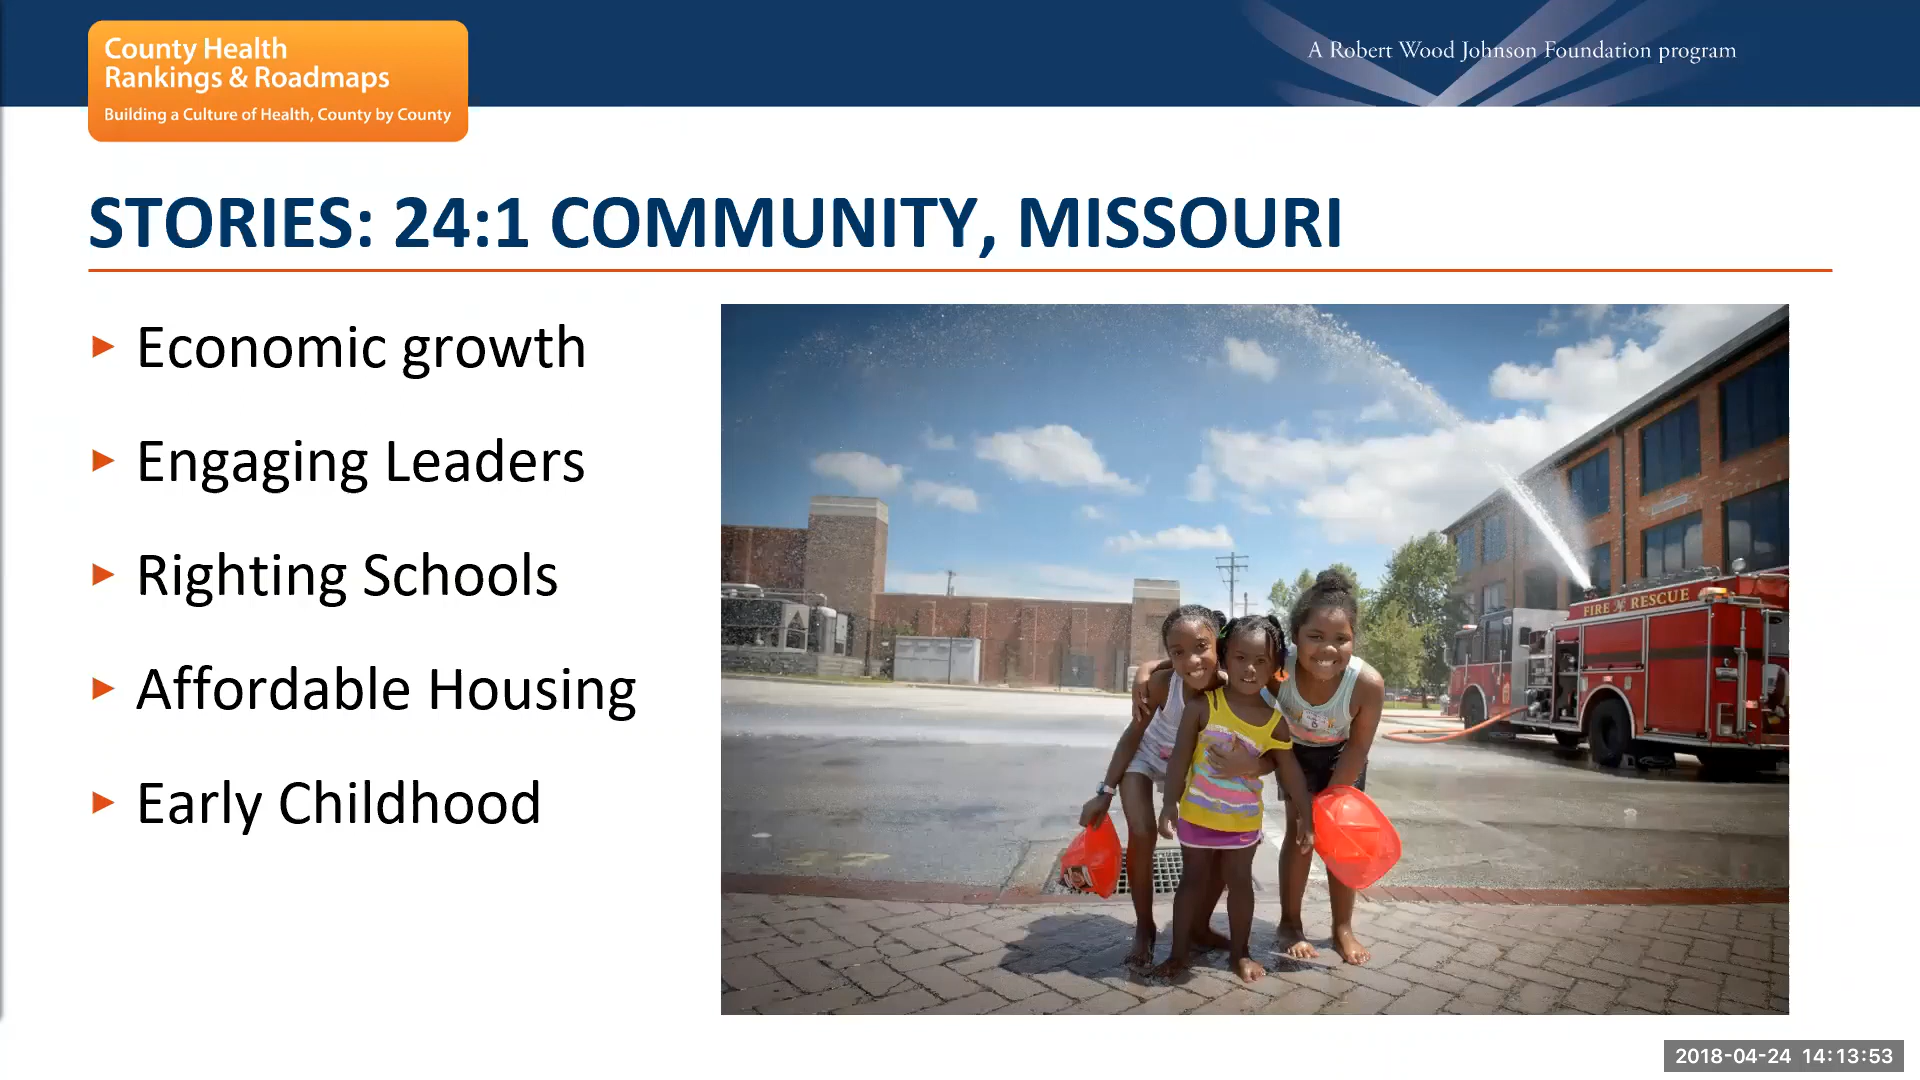 County Health
Rankings & Roadmaps
Building a Culture of Health, County by County
A Robert Wood Johnson Foundation program
STORIES: 24:1 COMMUNITY, MISSOURI
Economic growth
Engaging Leaders
Righting Schools
Affordable Housing
Early Childhood
FIRE RESCUE
2018-04-24 14:13:53